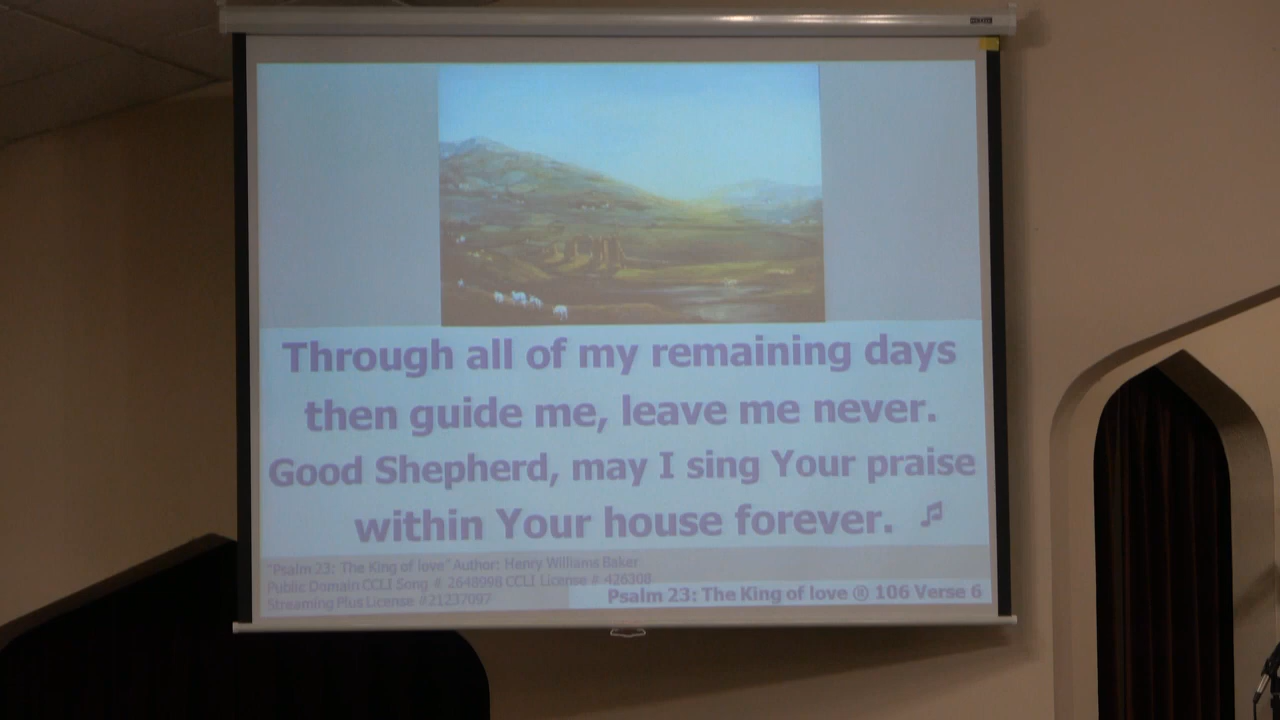 Through all of my remaining days
then guide me, leave me never.
Good Shepherd, may I sing Your praise
within Your house forever. ♫
"Psalm 23: The King of love" Author: Henry Williams Baker
Public Domain CCLI Song # 2648998 CCLI License # 426308
Streaming Plus License #21237097
Psalm 23: The King of love ® 106 Verse 6